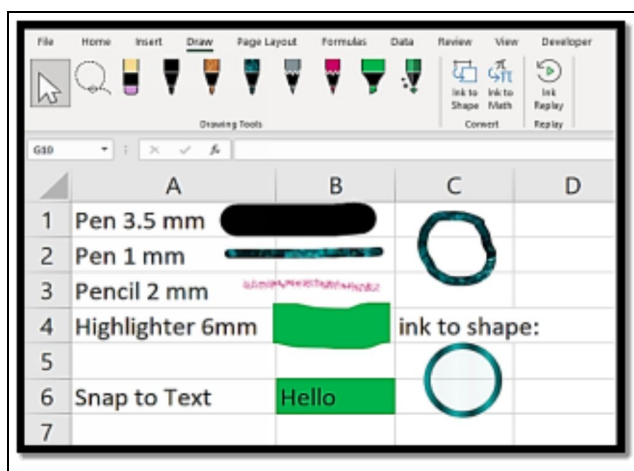 File Home Insert Draw Page Layout Formulas Data Review View Developer
Ink to Shape Ink to Math Ink Replay
Drawing Tools Convert Replay
G10 fx
A B C D
1 Pen 3.5 mm
2 Pen 1 mm
3 Pencil 2 mm
4 Highlighter 6mm ink to shape:
5
6 Snap to Text Hello
7